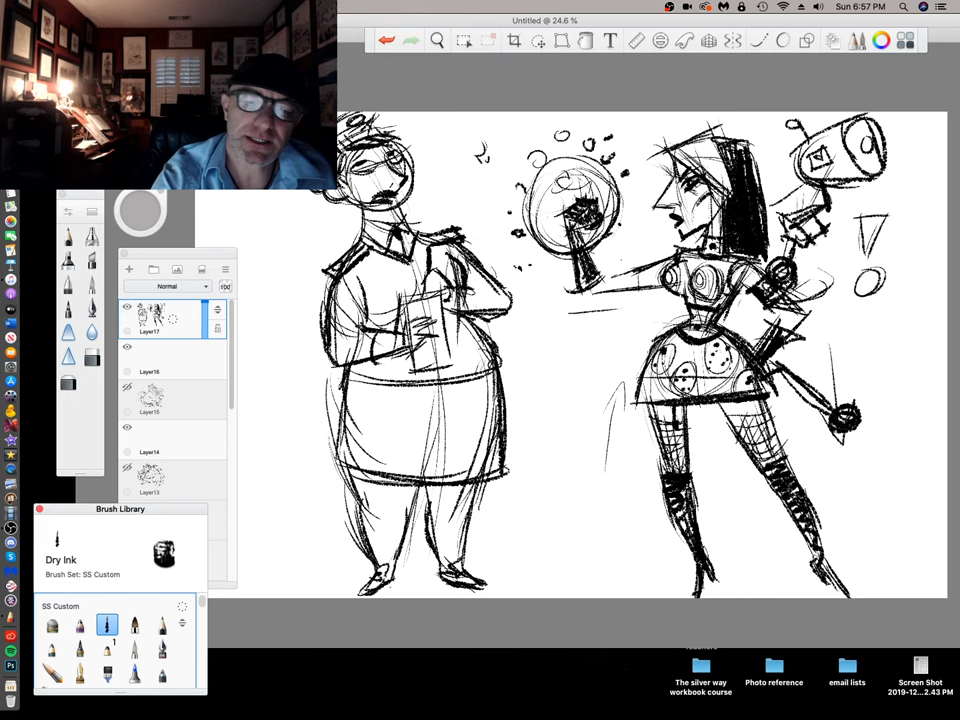 Sun 6:57 PM
Untitled @ 24.6 %
T
Normal
100
Layer17
Layer16
Layer15
Layer14
Layer13
Brush Library
Dry Ink
Brush Set: SS Custom
SS Custom
1
The silver way
workbook course
Photo reference
email lists
Screen Shot
2019-12...2.43 PM